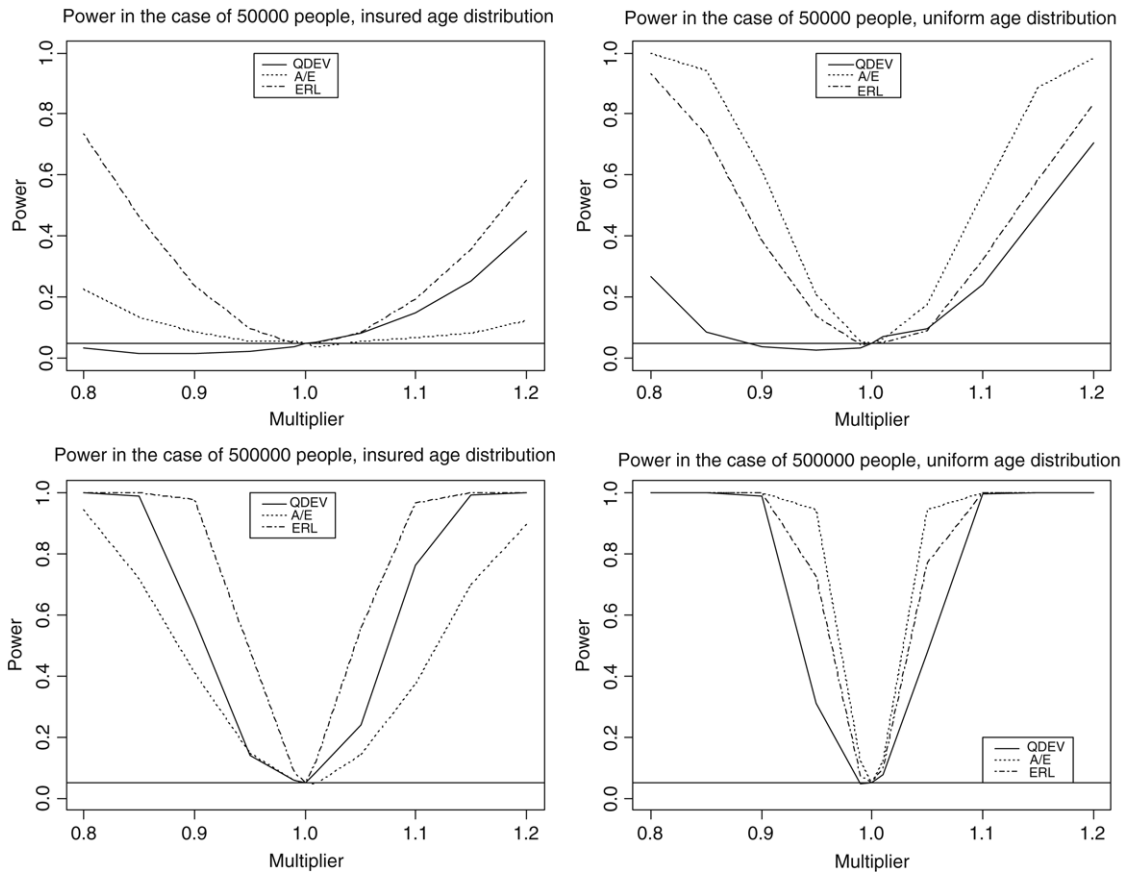 Power in the case of 50000 people, insured age distribution
Power
1.0
0.8
0.6
0.4
0.2
0.0
QDEV
A/E
ERL
0.8 0.9 1.0 1.1 1.2
Multiplier
Power in the case of 50000 people, uniform age distribution
Power
1.0
0.8
0.6
0.4
0.2
0.0
QDEV
A/E
ERL
0.8 0.9 1.0 1.1 1.2
Multiplier
Power in the case of 500000 people, insured age distribution
Power
1.0
0.8
0.6
0.4
0.2
0.0
QDEV
A/E
ERL
0.8 0.9 1.0 1.1 1.2
Multiplier
Power in the case of 500000 people, uniform age distribution
Power
1.0
0.8
0.6
0.4
0.2
0.0
QDEV
A/E
ERL
0.8 0.9 1.0 1.1 1.2
Multiplier